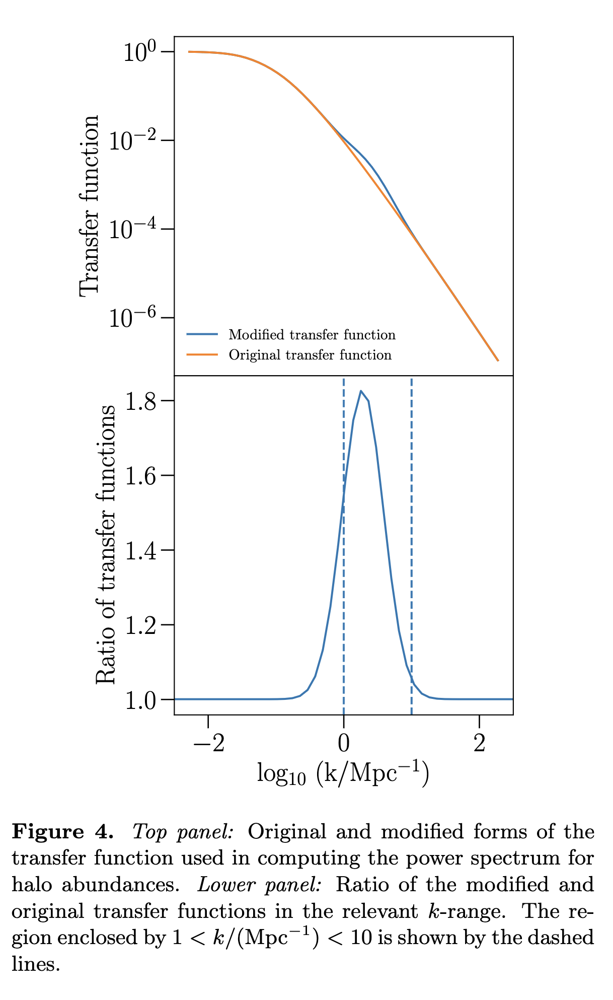 10⁰
10⁻²
10⁻⁴
10⁻⁶
Transfer function
Modified transfer function
Original transfer function
1.8
1.6
1.4
1.2
1.0
Ratio of transfer functions
−2 0 2
log₁₀ (k/Mpc⁻¹)
Figure 4. Top panel: Original and modified forms of the
transfer function used in computing the power spectrum for
halo abundances. Lower panel: Ratio of the modified and
original transfer functions in the relevant k-range. The re-
gion enclosed by 1 < k/(Mpc⁻¹) < 10 is shown by the dashed
lines.